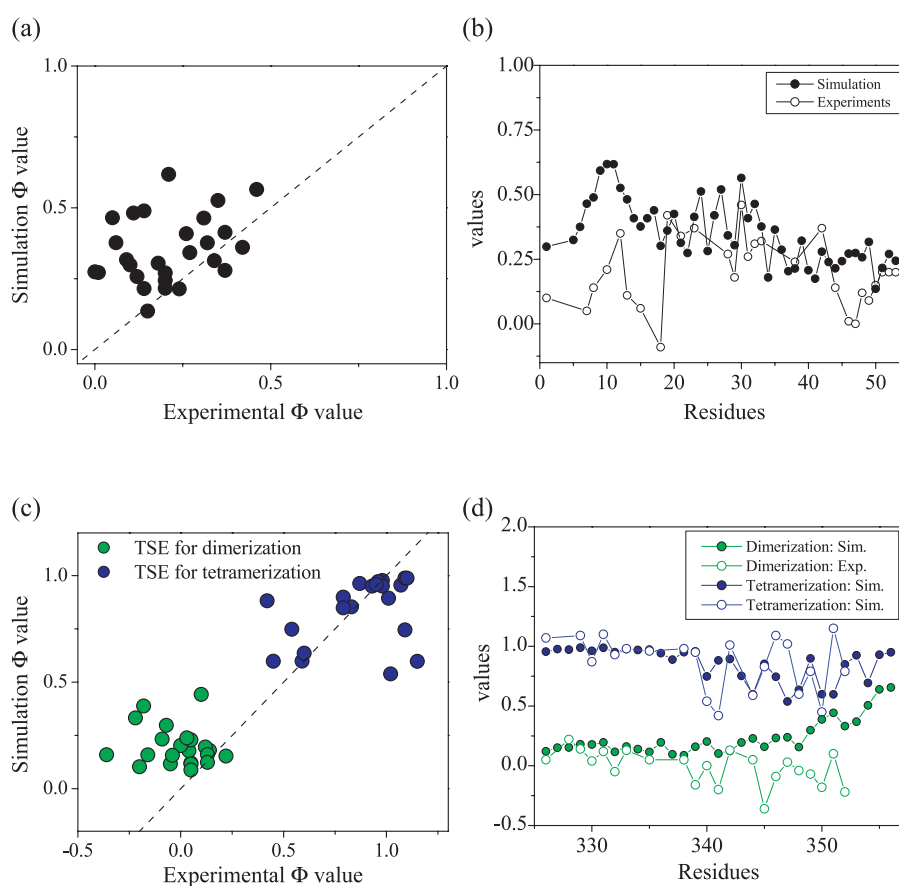 (a)
1.0
0.5
0.0
0.0
0.5
1.0
Simulation Φ value
Experimental Φ value
(b)
1.00
0.75
0.50
0.25
0.00
0
10
20
30
40
50
values
Residues
Simulation
Experiments
(c)
1.0
0.5
0.0
-0.5
0.0
0.5
1.0
Simulation Φ value
Experimental Φ value
TSE for dimerization
TSE for tetramerization
(d)
2.0
1.5
1.0
0.5
0.0
-0.5
330
340
350
values
Residues
Dimerization: Sim.
Dimerization: Exp.
Tetramerization: Sim.
Tetramerization: Sim.